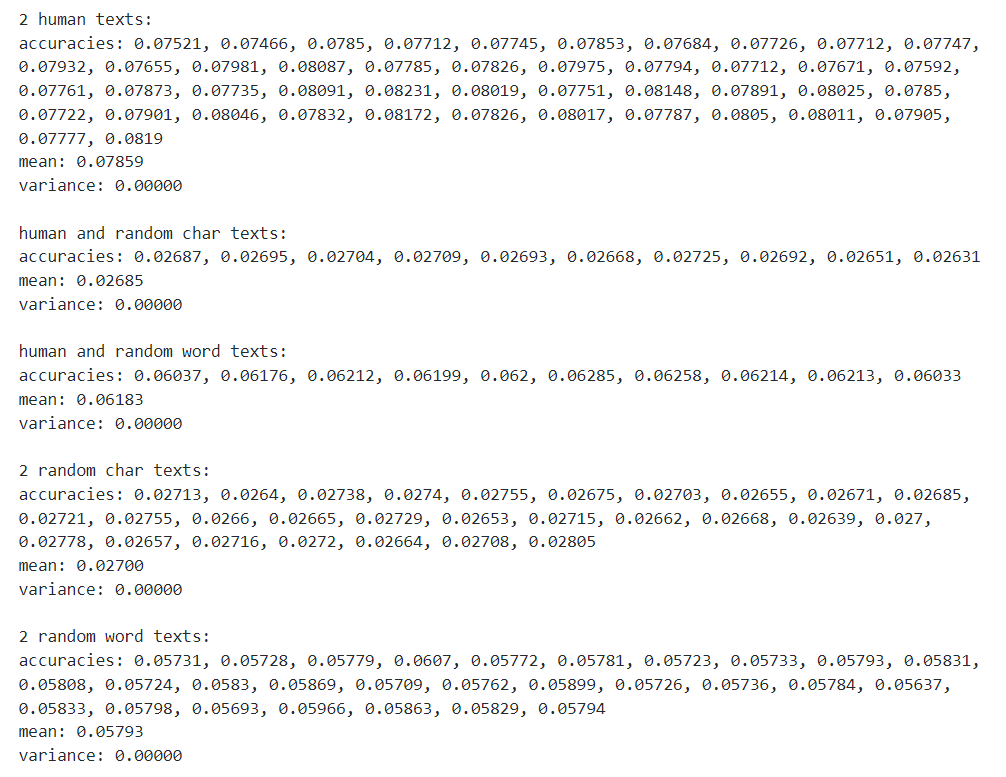 2 human texts:
accuracies: 0.07521, 0.07466, 0.0785, 0.07712, 0.07745, 0.07853, 0.07684, 0.07726, 0.07712, 0.07747,
0.07932, 0.07655, 0.07981, 0.08087, 0.07785, 0.07826, 0.07975, 0.07794, 0.07712, 0.07671, 0.07592,
0.07761, 0.07873, 0.07735, 0.08091, 0.08231, 0.08019, 0.07751, 0.08148, 0.07891, 0.08025, 0.0785,
0.07722, 0.07901, 0.08046, 0.07832, 0.08172, 0.07826, 0.08017, 0.07787, 0.0805, 0.08011, 0.07905,
0.07777, 0.0819
mean: 0.07859
variance: 0.00000

human and random char texts:
accuracies: 0.02687, 0.02695, 0.02704, 0.02709, 0.02693, 0.02668, 0.02725, 0.02692, 0.02651, 0.02631
mean: 0.02685
variance: 0.00000

human and random word texts:
accuracies: 0.06037, 0.06176, 0.06212, 0.06199, 0.062, 0.06285, 0.06258, 0.06214, 0.06213, 0.06033
mean: 0.06183
variance: 0.00000

2 random char texts:
accuracies: 0.02713, 0.0264, 0.02738, 0.0274, 0.02755, 0.02675, 0.02703, 0.02655, 0.02671, 0.02685,
0.02721, 0.02755, 0.0266, 0.02665, 0.02729, 0.02653, 0.02715, 0.02662, 0.02668, 0.02639, 0.027,
0.02778, 0.02657, 0.02716, 0.0272, 0.02664, 0.02708, 0.02805
mean: 0.02700
variance: 0.00000

2 random word texts:
accuracies: 0.05731, 0.05728, 0.05779, 0.0607, 0.05772, 0.05781, 0.05723, 0.05733, 0.05793, 0.05831,
0.05808, 0.05724, 0.0583, 0.05869, 0.05709, 0.05762, 0.05899, 0.05726, 0.05736, 0.05784, 0.05637,
0.05833, 0.05798, 0.05693, 0.05966, 0.05863, 0.05829, 0.05794
mean: 0.05793
variance: 0.00000